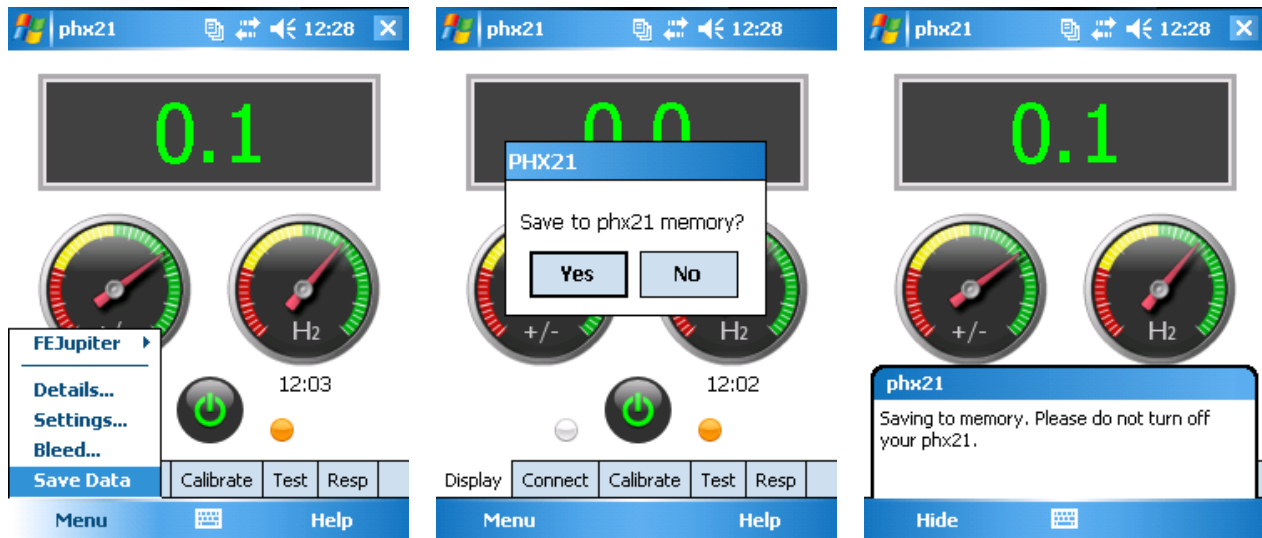 phx21 12:28
0.1
+/-
H2
FEJupiter
12:03
Details...
Settings...
Bleed...
Save Data Calibrate Test Resp
Menu Help
phx21 12:28
0.0
PHX21
Save to phx21 memory?
Yes No
+/- H2
12:02
Display Connect Calibrate Test Resp
Menu Help
phx21 12:28
0.1
+/- H2
phx21
Saving to memory. Please do not turn off
your phx21.
Hide